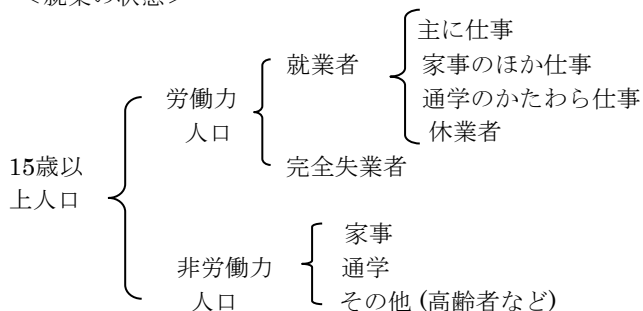 <就業の状態>
主に仕事
就業者
家事のほか仕事
労働力
人口
通学のかたわら仕事
休業者
15歳以
上人口
完全失業者
家事
非労働力
人口
通学
その他 (高齢者など)